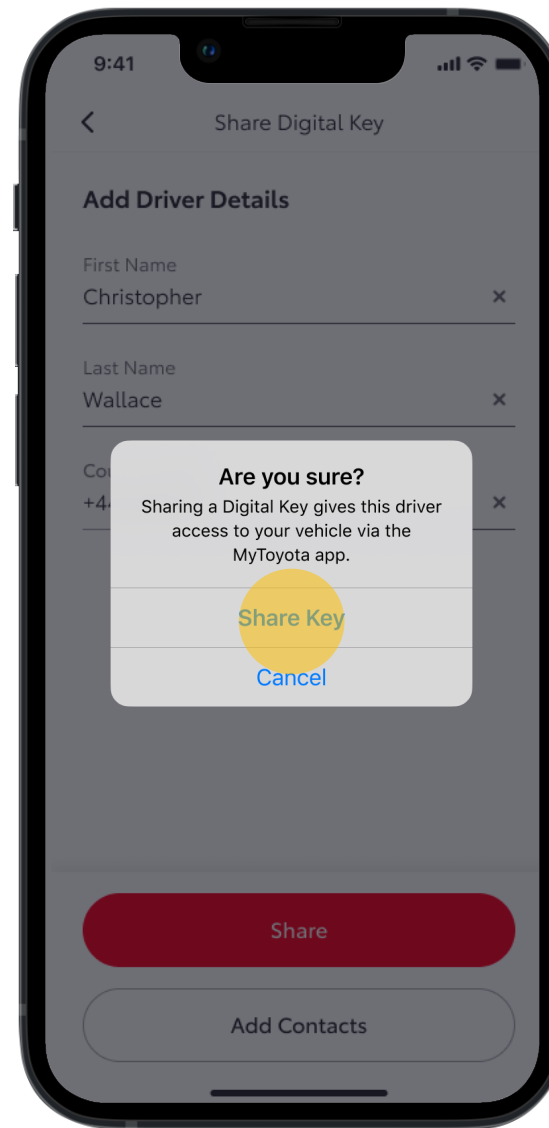 9:41
Share Digital Key
Add Driver Details
First Name
Christopher
Last Name
Wallace
Are you sure?
Sharing a Digital Key gives this driver
access to your vehicle via the
MyToyota app.
Share Key
Cancel
Share
Add Contacts